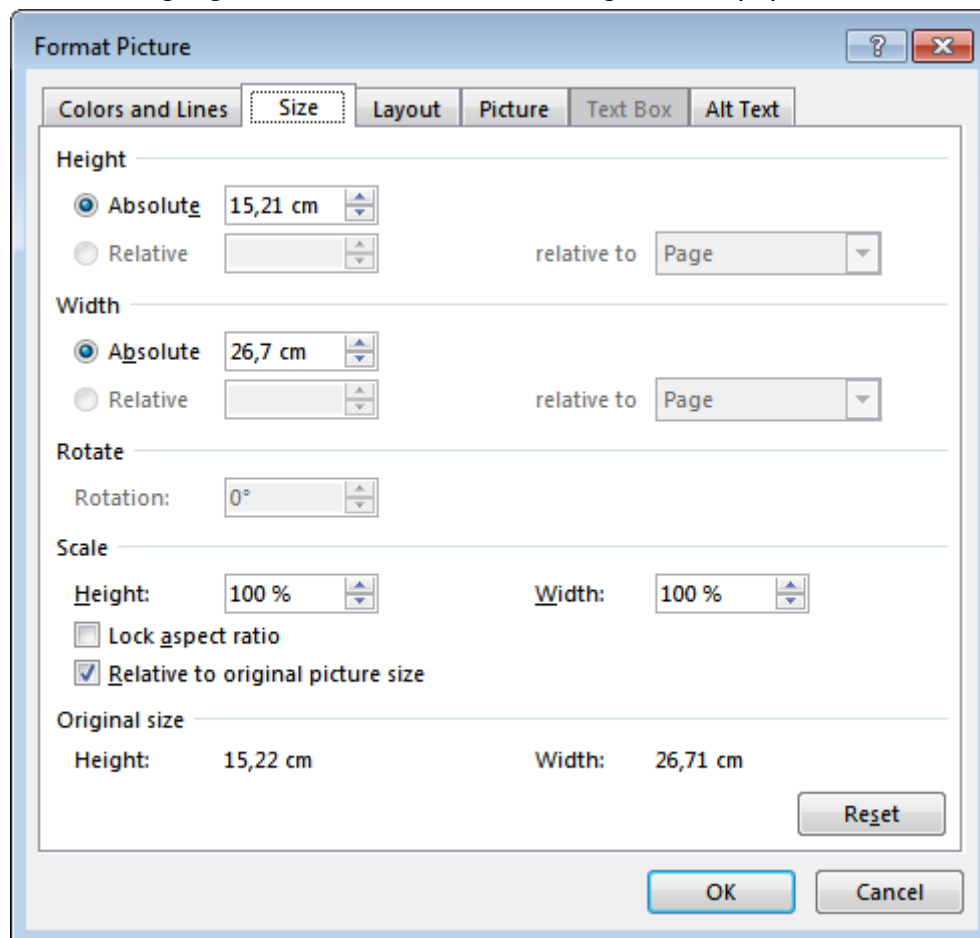 Format Picture
Colors and Lines Size Layout Picture Text Box Alt Text
Height
Absolute 15,21 cm
Relative relative to Page
Width
Absolute 26,7 cm
Relative relative to Page
Rotate
Rotation: 0°
Scale
Height: 100 % Width: 100 %
Lock aspect ratio
Relative to original picture size
Original size
Height: 15,22 cm Width: 26,71 cm
Reset
OK Cancel